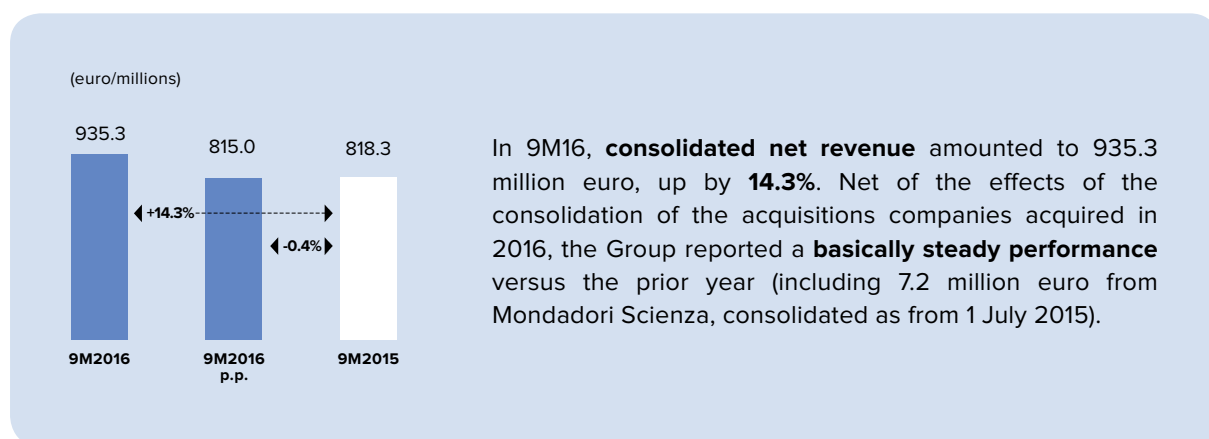 (euro/millions)
935.3
815.0
818.3
+14.3%
-0.4%
9M2016
9M2016
p.p.
9M2015
In 9M16, consolidated net revenue amounted to 935.3
million euro, up by 14.3%. Net of the effects of the
consolidation of the acquisitions companies acquired in
2016, the Group reported a basically steady performance
versus the prior year (including 7.2 million euro from
Mondadori Scienza, consolidated as from 1 July 2015).